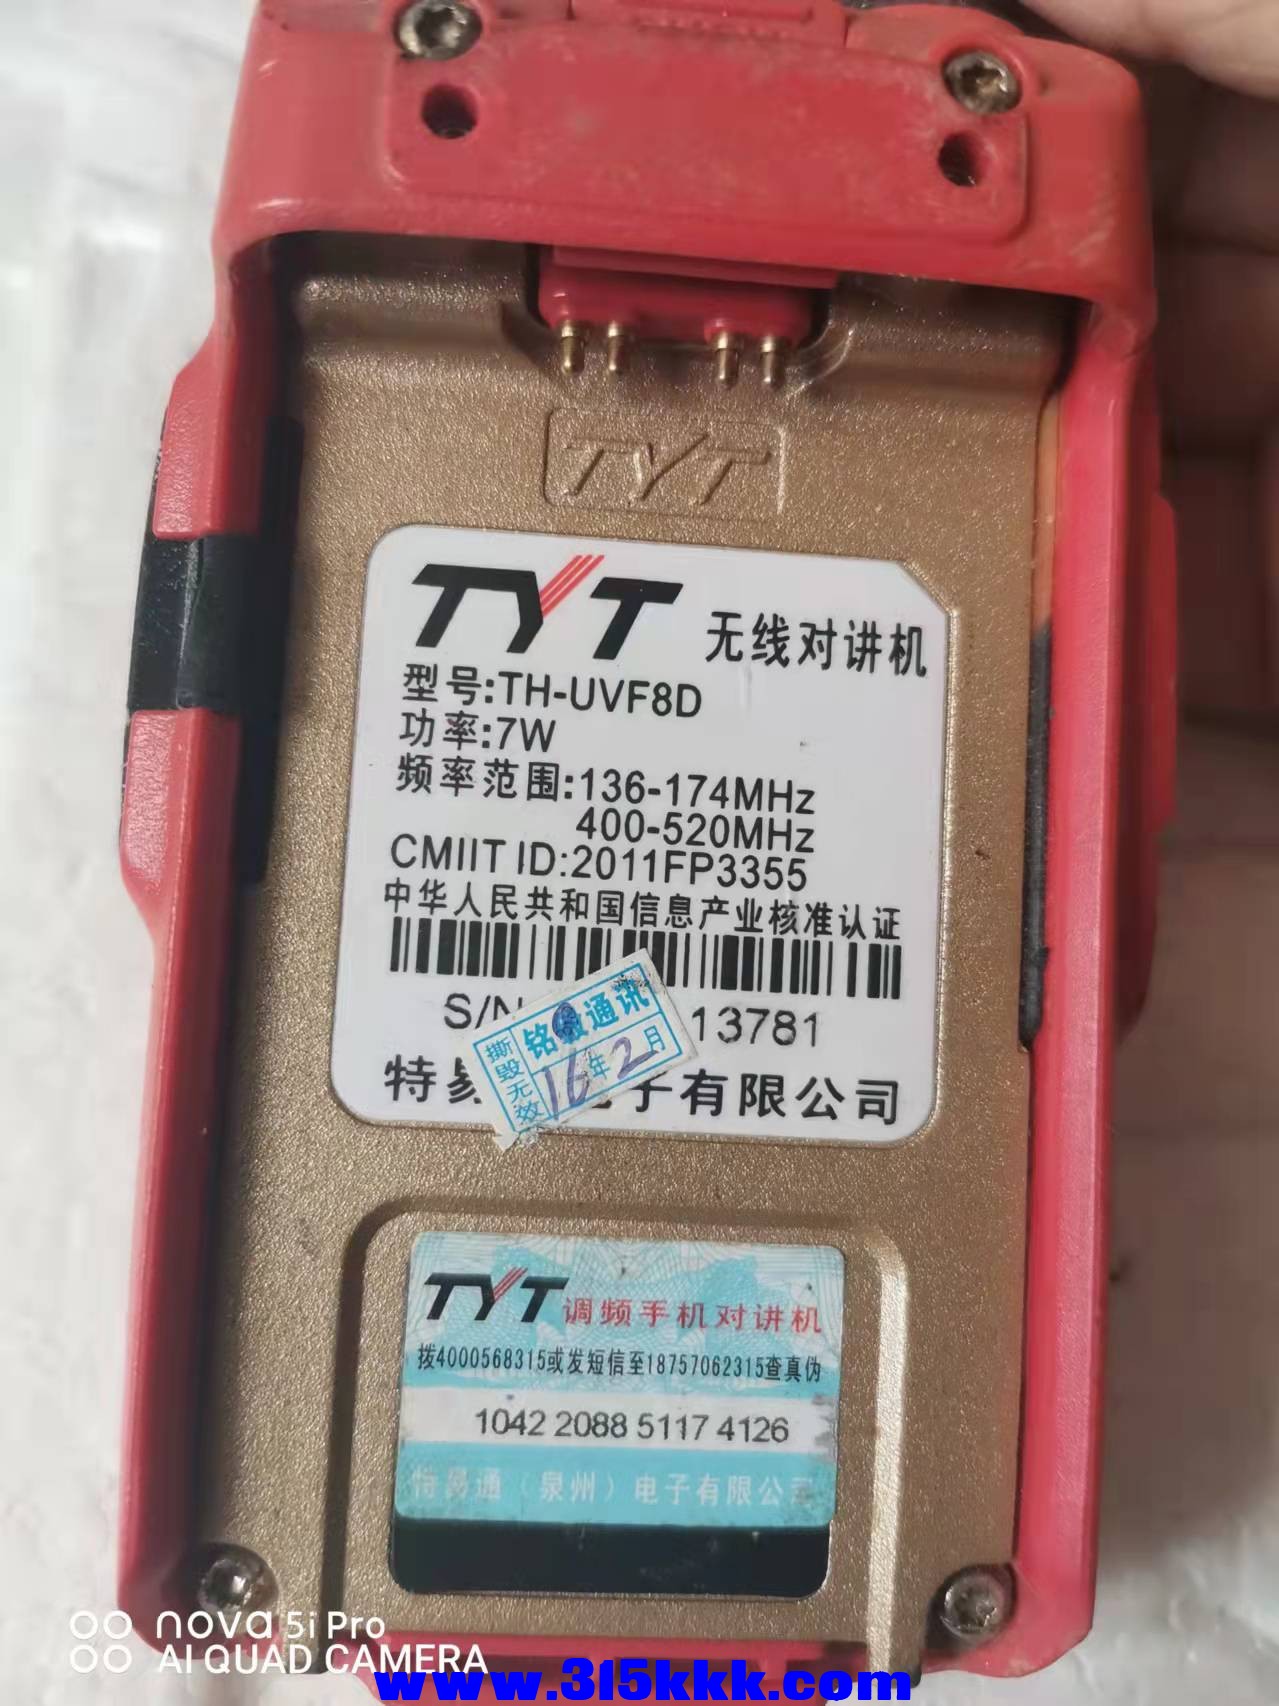 TYT
TYT 无线对讲机
型号:TH-UVF8D
功率:7W
频率范围:136-174MHz
400-520MHz
CMIIT ID:2011FP3355
中华人民共和国信息产业核准认证
S/N 13781
铭 通讯
撕毁无效
16年2月
特易 电子有限公司
TYT 调频手机对讲机
拨4000568315或发短信至18757062315查真伪
1042 2088 5117 4126
特易通（泉州）电子有限公司
nova 5i Pro
AI QUAD CAMERA
www.315kkk.com